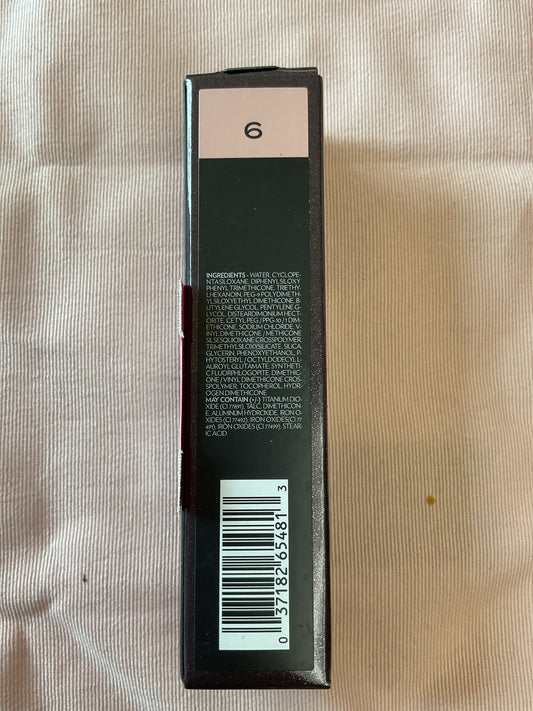 6
INGREDIENTS - WATER, CYCLOPE-
NTASILOXANE, DIPHENYLSILOXY
PHENYL TRIMETHICONE, TRIETHY-
LHEXANOIN, PEG-9 POLYDIMETH-
YLSILOXYETHYL DIMETHICONE, B-
UTYLENE GLYCOL, PENTYLENE G-
LYCOL, DISTEARDIMONIUM HECT-
ORITE, CETYL PEG / PPG-10 / 1 DIM-
ETHICONE, SODIUM CHLORIDE, V-
INYL DIMETHICONE / METHICONE
SILSESQUIOXANE CROSSPOLYMER,
TRIMETHYLSILOXYSILICATE, SILICA,
GLYCERIN, PHENOXYETHANOL, P-
HYTOSTERYL / OCTYLDODECYL L-
AUROYL GLUTAMATE, SYNTHETI-
C FLUORPHLOGOPITE, DIMETHIC-
ONE / VINYL DIMETHICONE CROS-
SPOLYMER, TOCOPHEROL, HYDR-
OGEN DIMETHICONE
MAY CONTAIN (+/-) TITANIUM DIO-
XIDE (CI 77891), TALC, DIMETHICON-
E, ALUMINUM HYDROXIDE, IRON O-
XIDES (CI 77492), IRON OXIDES(CI 77-
491), IRON OXIDES (CI 77499), STEAR-
IC ACID
0 37182 65481 3